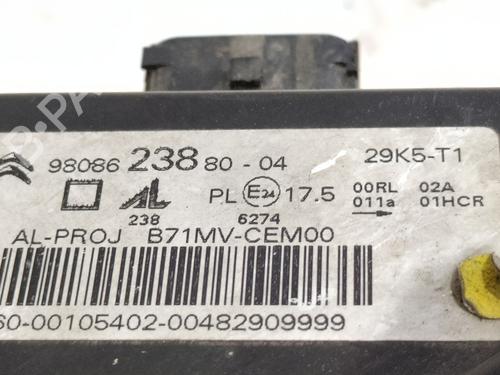 98086 238 80 - 04 29K5-T1
AL PL E24 17.5 00RL 02A
238 6274 011a 01HCR
AL-PROJ B71MV-CEM00
60-00105402-00482909999